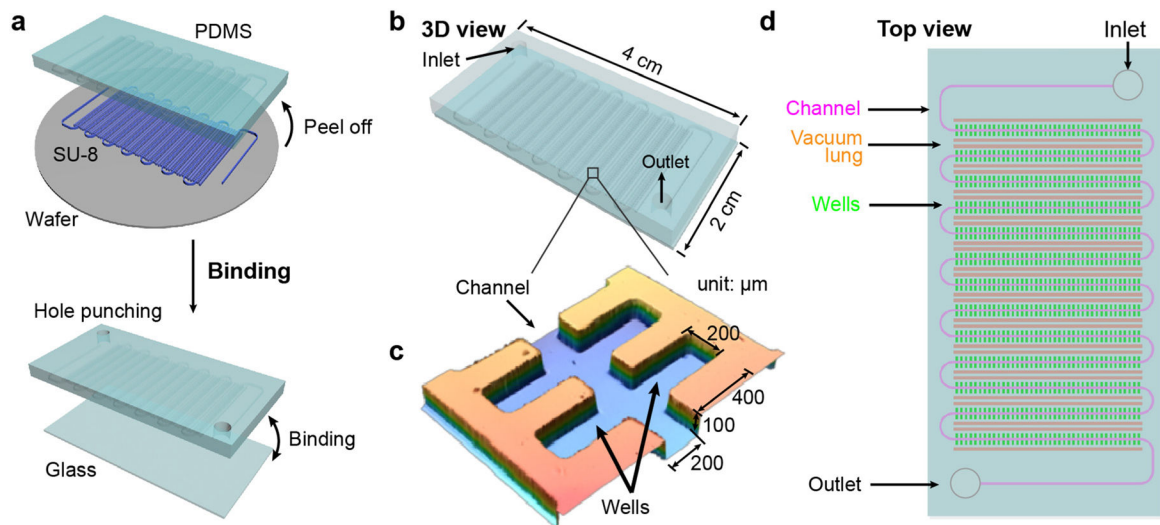 a
PDMS
Peel off
SU-8
Wafer
Binding
Hole punching
Binding
Glass
b
3D view
Inlet
4 cm
Outlet
2 cm
Channel
unit: µm
c
200
400
100
200
Wells
d
Top view
Inlet
Channel
Vacuum
lung
Wells
Outlet